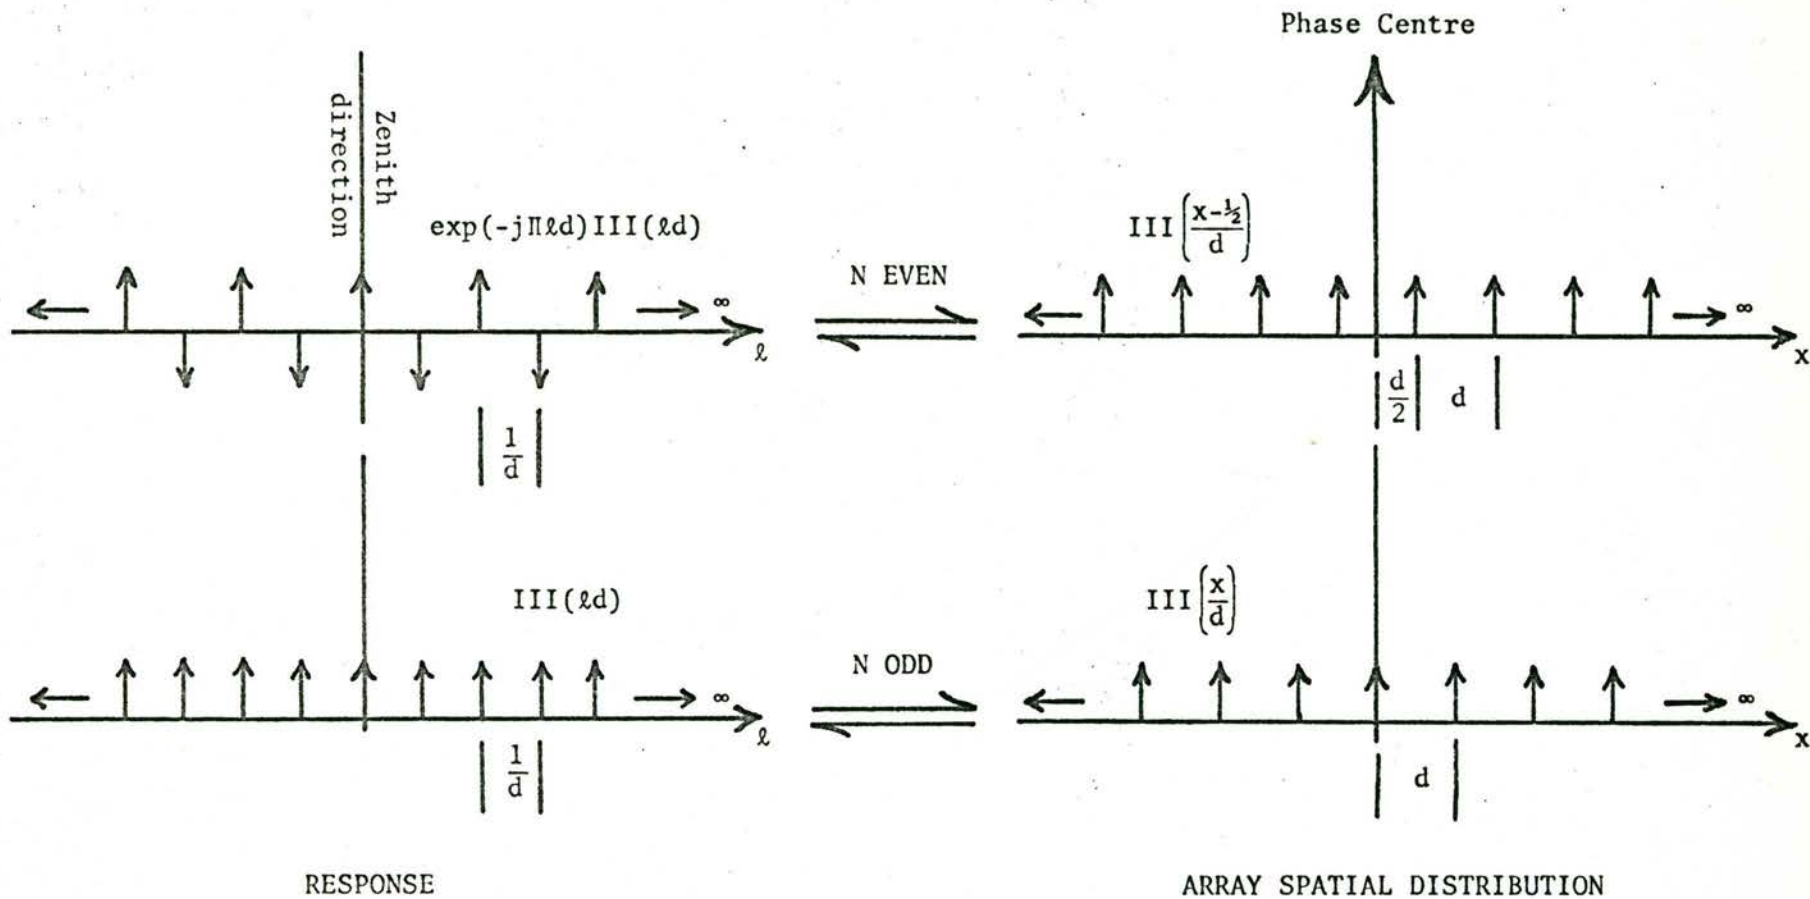 Phase Centre
Zenith
direction
exp(-jΠℓd)III(ℓd)
N EVEN
III(x-½/d)
∞
∞
ℓ
x
d/2
d
1/d
III(ℓd)
N ODD
III(x/d)
∞
∞
ℓ
x
1/d
d
RESPONSE
ARRAY SPATIAL DISTRIBUTION